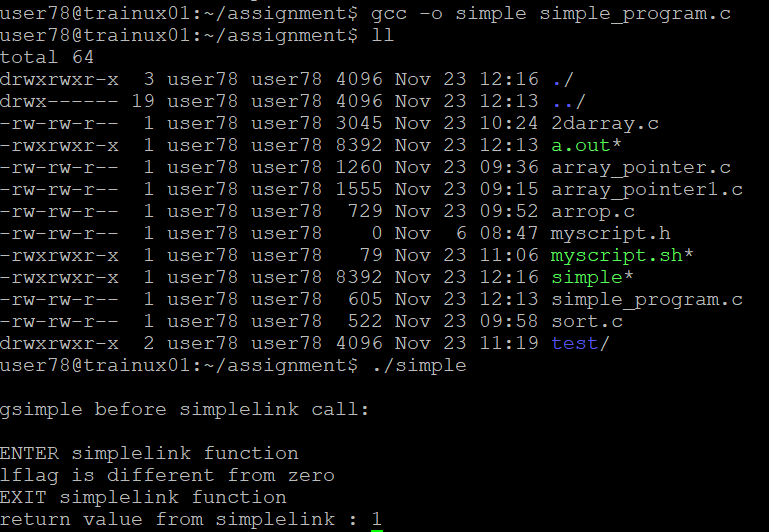 user78@trainux01:~/assignment$ gcc -o simple simple_program.c
user78@trainux01:~/assignment$ ll
total 64
drwxrwxr-x  3 user78 user78 4096 Nov 23 12:16 ./
drwx------ 19 user78 user78 4096 Nov 23 12:13 ../
-rw-rw-r--  1 user78 user78 3045 Nov 23 10:24 2darray.c
-rwxrwxr-x  1 user78 user78 8392 Nov 23 12:13 a.out*
-rw-rw-r--  1 user78 user78 1260 Nov 23 09:36 array_pointer.c
-rw-rw-r--  1 user78 user78 1555 Nov 23 09:15 array_pointer1.c
-rw-rw-r--  1 user78 user78  729 Nov 23 09:52 arrop.c
-rw-rw-r--  1 user78 user78    0 Nov  6 08:47 myscript.h
-rwxrwxr-x  1 user78 user78   79 Nov 23 11:06 myscript.sh*
-rwxrwxr-x  1 user78 user78 8392 Nov 23 12:16 simple*
-rw-rw-r--  1 user78 user78  605 Nov 23 12:13 simple_program.c
-rw-rw-r--  1 user78 user78  522 Nov 23 09:58 sort.c
drwxrwxr-x  2 user78 user78 4096 Nov 23 11:19 test/
user78@trainux01:~/assignment$ ./simple
gsimple before simplelink call:
ENTER simplelink function
lflag is different from zero
EXIT simplelink function
return value from simplelink : 1